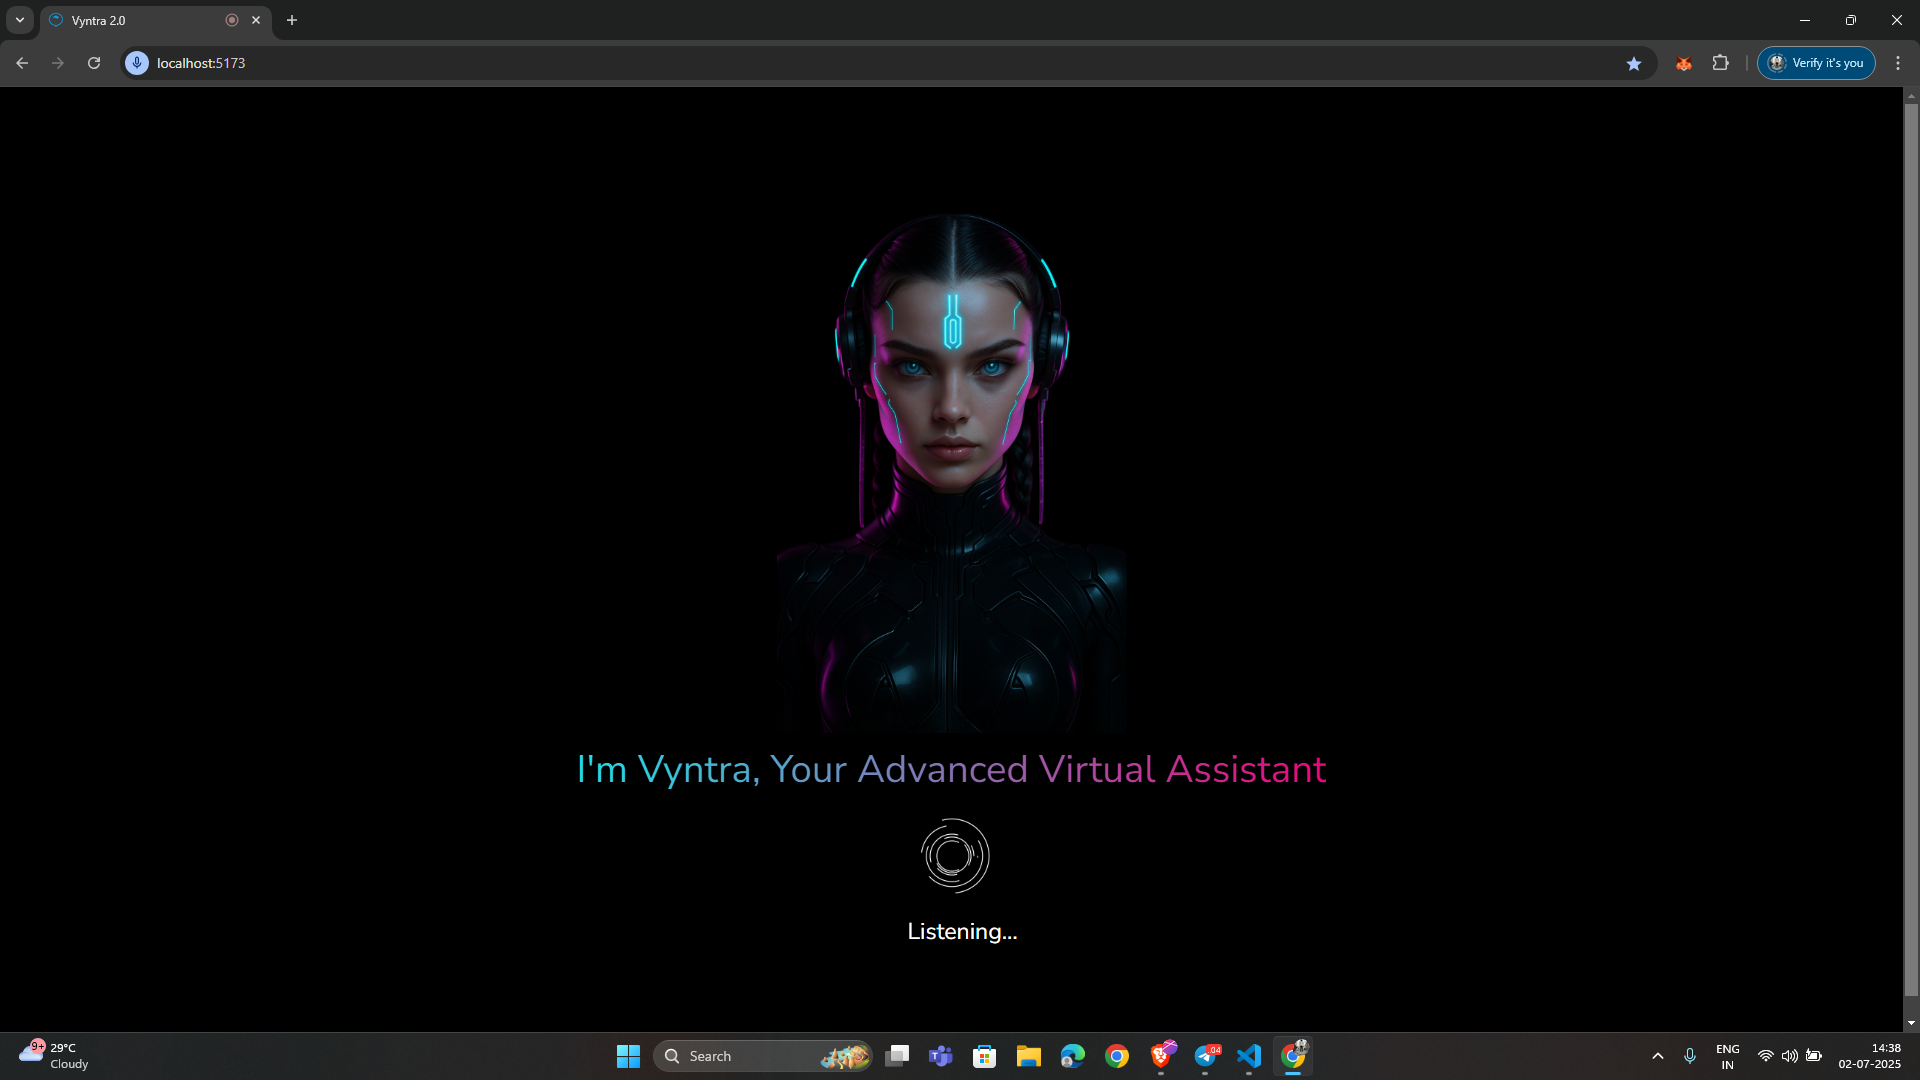 Vyntra 2.0
localhost:5173
Verify it's you
I'm Vyntra, Your Advanced Virtual Assistant
Listening...
9+
29°C
Cloudy
Search
T
04
ENG
IN
14:38
02-07-2025